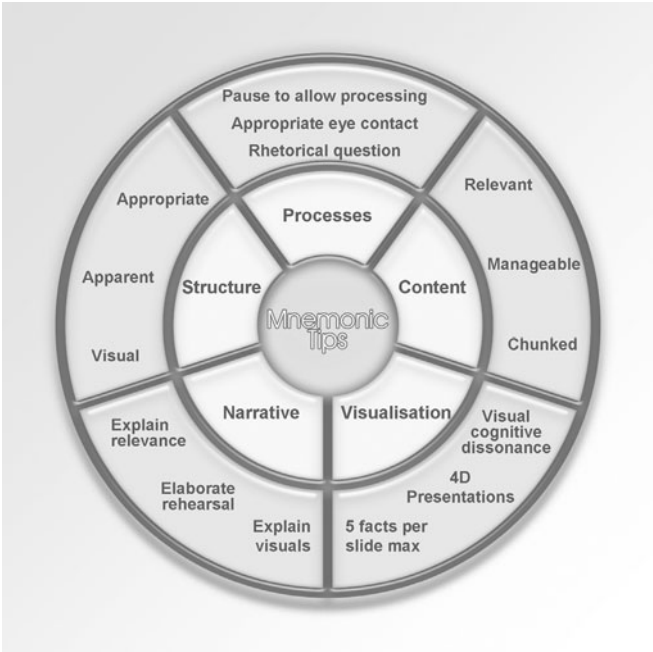 Pause to allow processing
Appropriate eye contact
Rhetorical question
Processes
Relevant
Manageable
Chunked
Content
Visual
cognitive
dissonance
4D
Presentations
5 facts per
slide max
Visualisation
Explain
relevance
Elaborate
rehearsal
Explain
visuals
Narrative
Appropriate
Apparent
Visual
Structure
Mnemonic
Tips